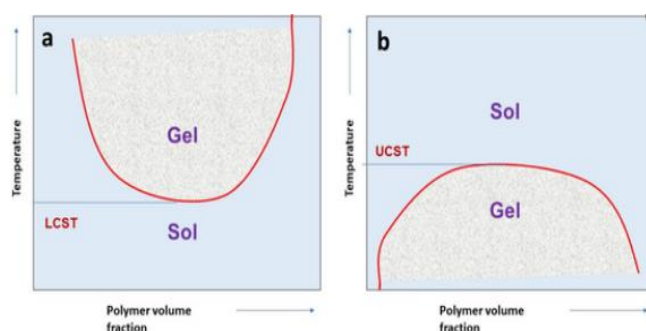 a
Temperature
Gel
LCST
Sol
Polymer volume
fraction
b
Temperature
Sol
UCST
Gel
Polymer volume
fraction